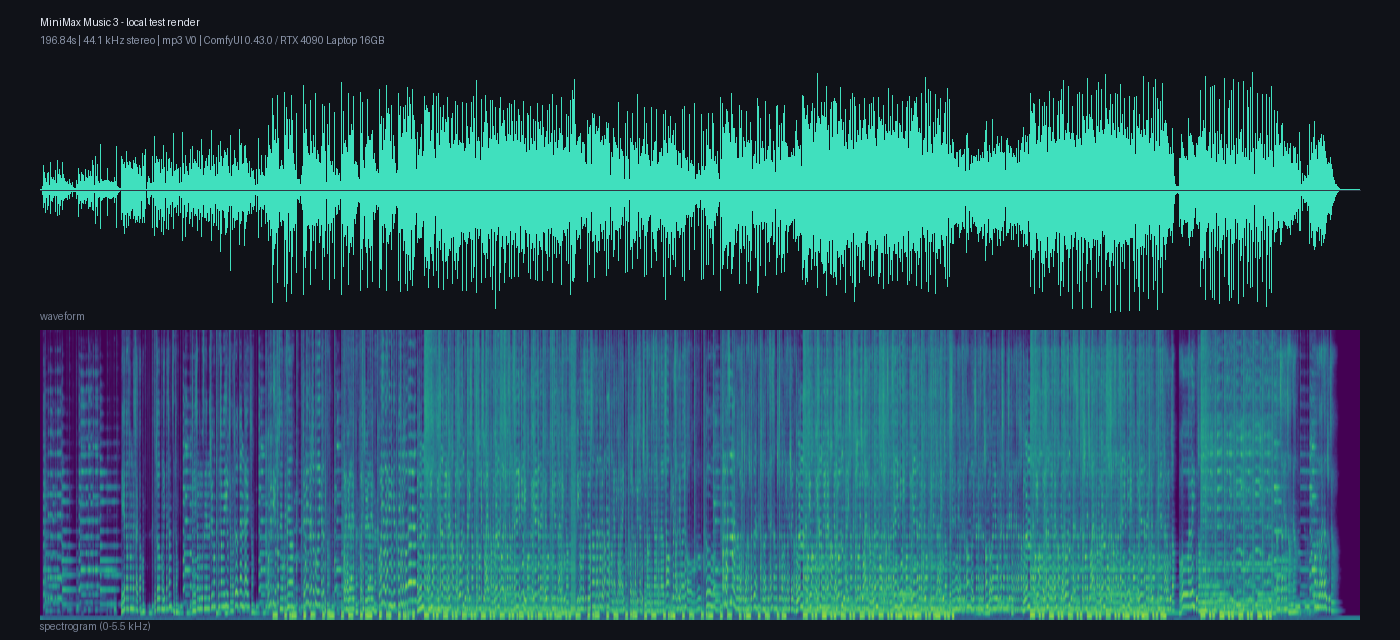 MiniMax Music 3 - local test render
196.84s | 44.1 kHz stereo | mp3 V0 | ComfyUI 0.43.0 / RTX 4090 Laptop 16GB
waveform
spectrogram (0-5.5 kHz)